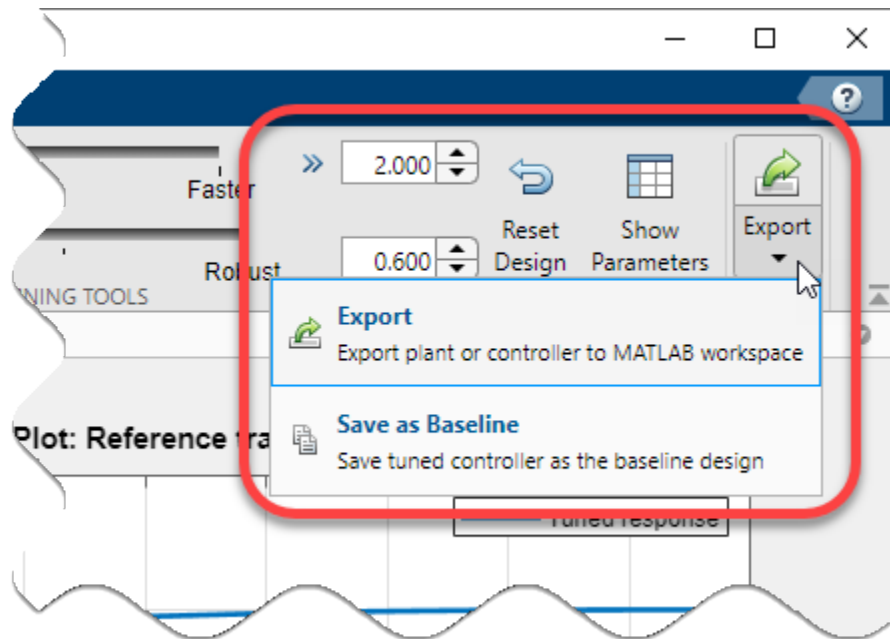 Faster
2.000
Reset
Design
Show
Parameters
Export
Robust
0.600
NING TOOLS
Export
Export plant or controller to MATLAB workspace
Save as Baseline
Save tuned controller as the baseline design
Plot: Reference tra
Tuned response